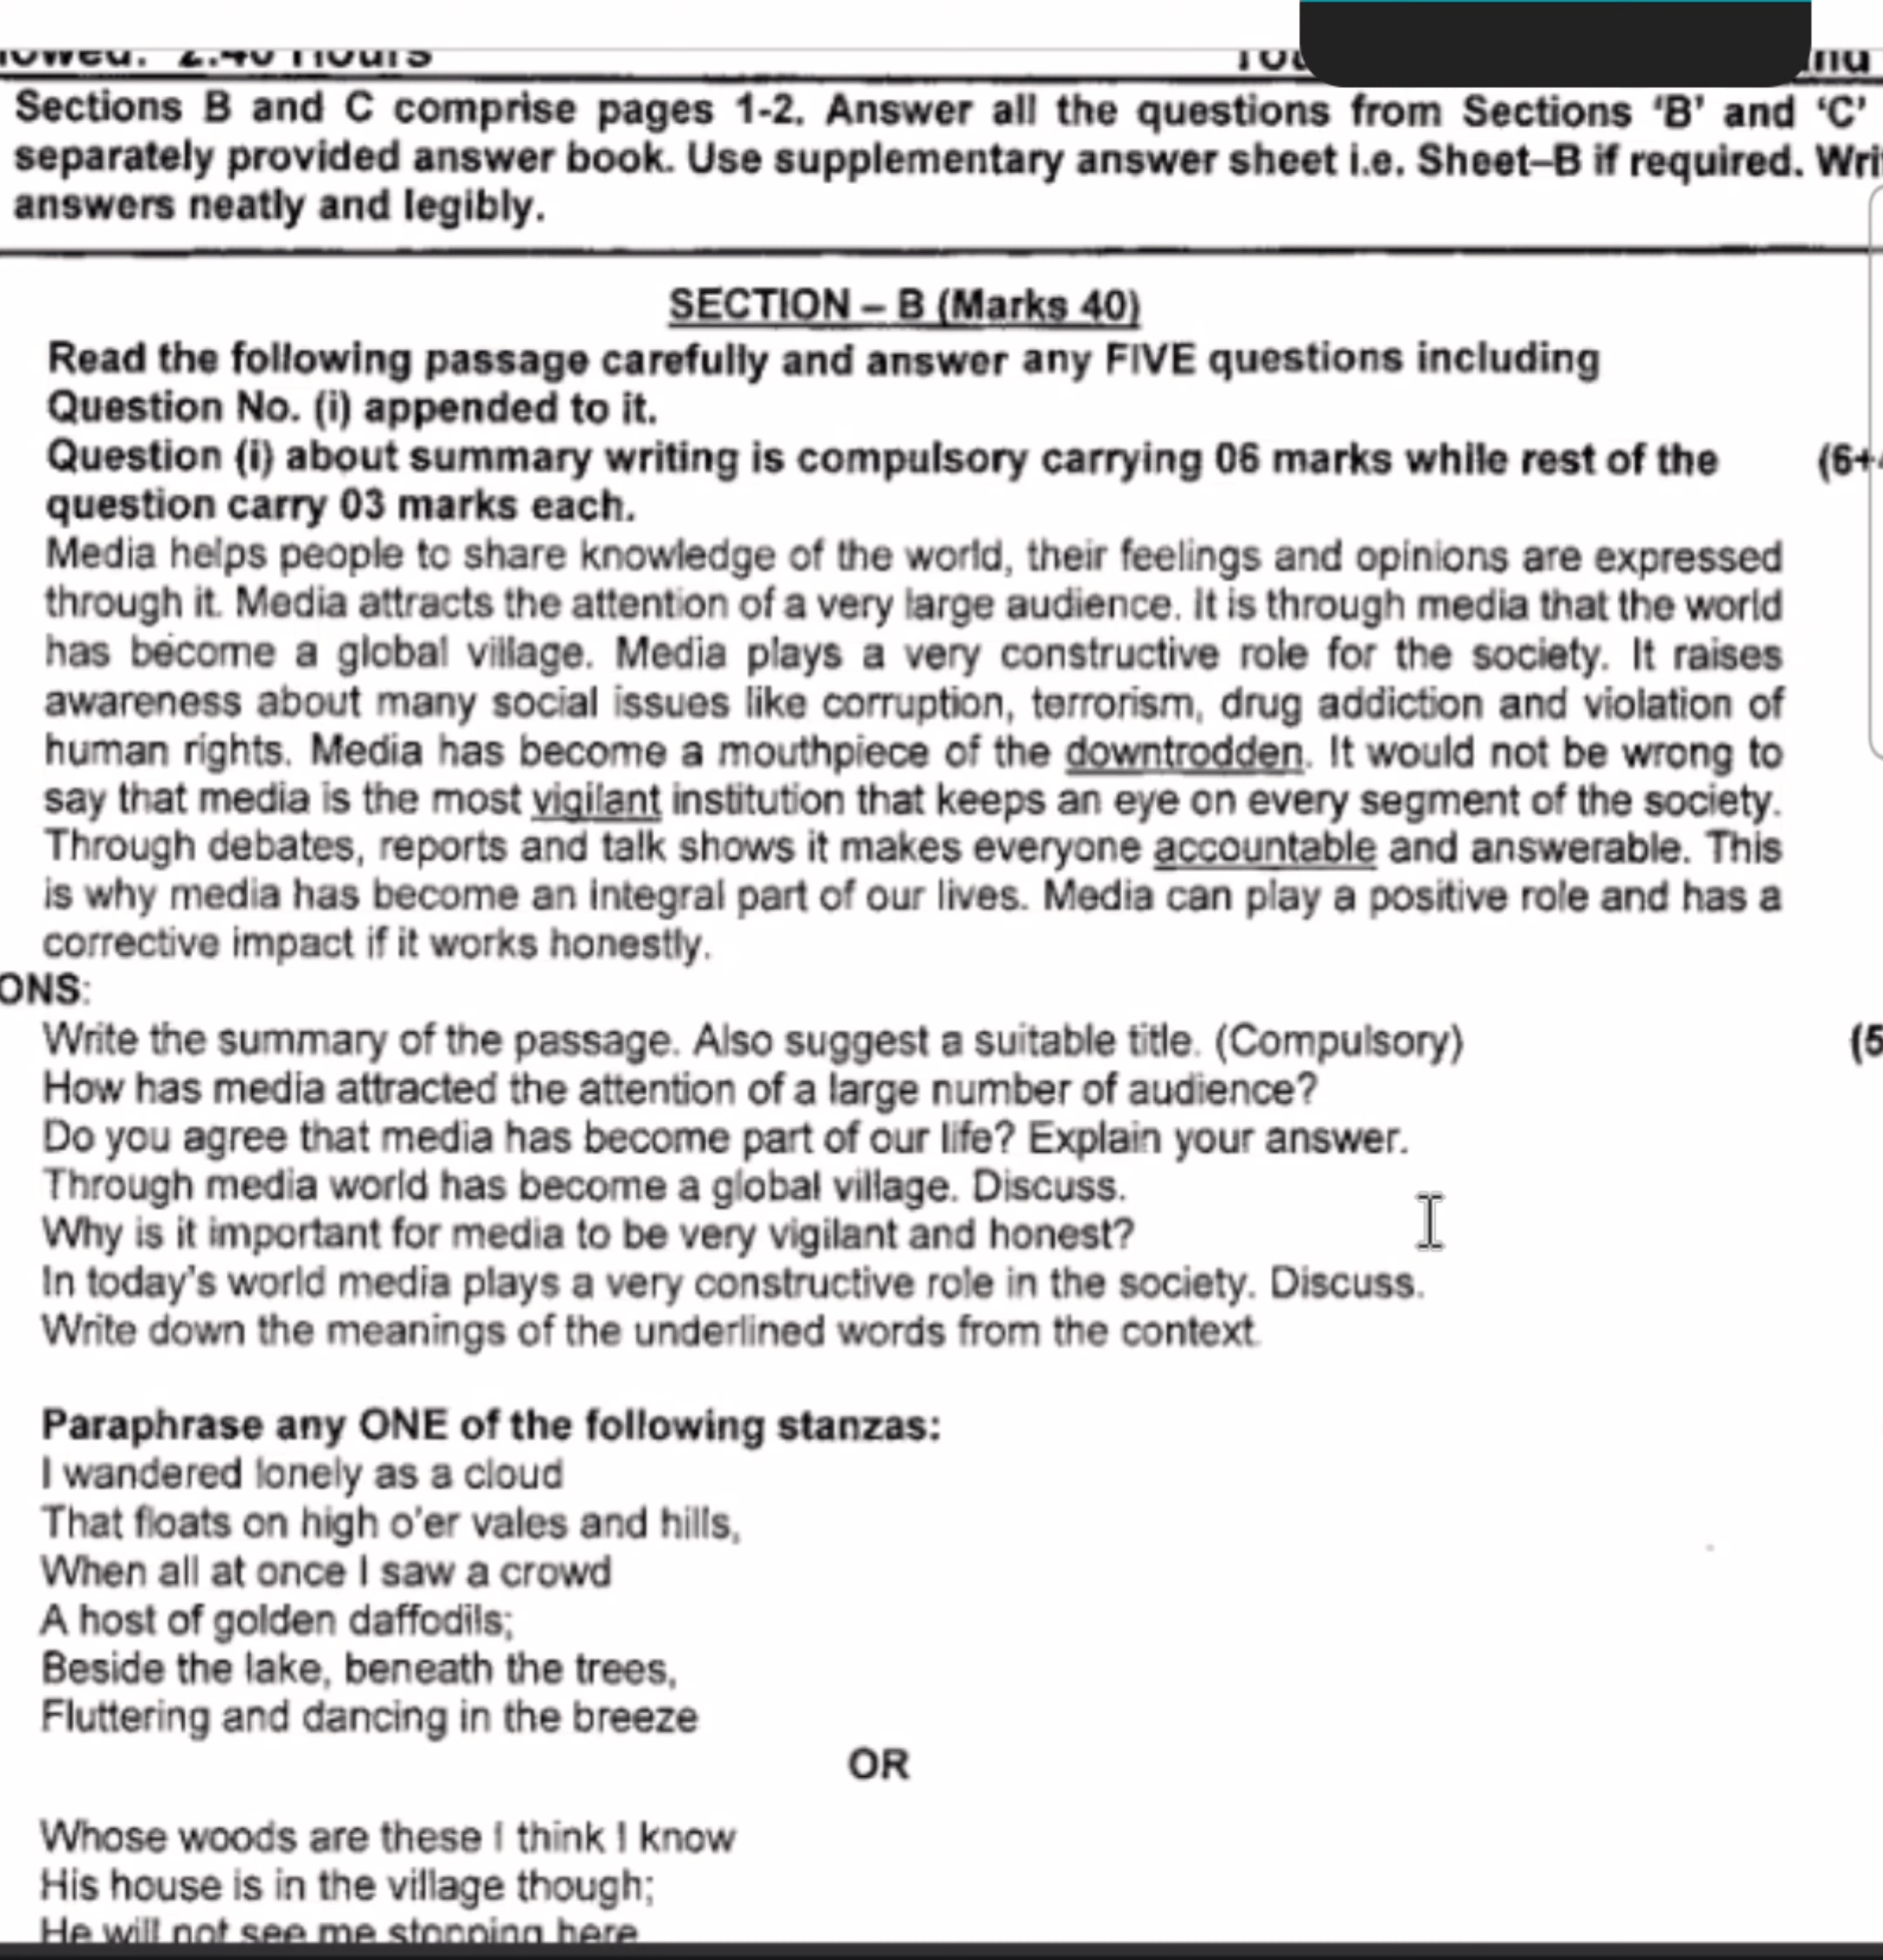 2:40 Hours
Sections B and C comprise pages 1-2. Answer all the questions from Sections ‘B’ and ‘C’
separately provided answer book. Use supplementary answer sheet i.e. Sheet–B if required.
answers neatly and legibly.
SECTION – B (Marks 40)
Read the following passage carefully and answer any FIVE questions including
Question No. (i) appended to it.
Question (i) about summary writing is compulsory carrying 06 marks while rest of the (6+
question carry 03 marks each.
Media helps people to share knowledge of the world, their feelings and opinions are expressed
through it. Media attracts the attention of a very large audience. It is through media that the world
has become a global village. Media plays a very constructive role for the society. It raises
awareness about many social issues like corruption, terrorism, drug addiction and violation of
human rights. Media has become a mouthpiece of the downtrodden. It would not be wrong to
say that media is the most vigilant institution that keeps an eye on every segment of the society.
Through debates, reports and talk shows it makes everyone accountable and answerable. This
is why media has become an integral part of our lives. Media can play a positive role and has a
corrective impact if it works honestly.
ONS:
Write the summary of the passage. Also suggest a suitable title. (Compulsory) (5
How has media attracted the attention of a large number of audience?
Do you agree that media has become part of our life? Explain your answer.
Through media world has become a global village. Discuss.
Why is it important for media to be very vigilant and honest?
In today’s world media plays a very constructive role in the society. Discuss.
Write down the meanings of the underlined words from the context.
Paraphrase any ONE of the following stanzas:
I wandered lonely as a cloud
That floats on high o’er vales and hills,
When all at once I saw a crowd
A host of golden daffodils;
Beside the lake, beneath the trees,
Fluttering and dancing in the breeze
OR
Whose woods are these I think I know
His house is in the village though;
He will not see me stopping here